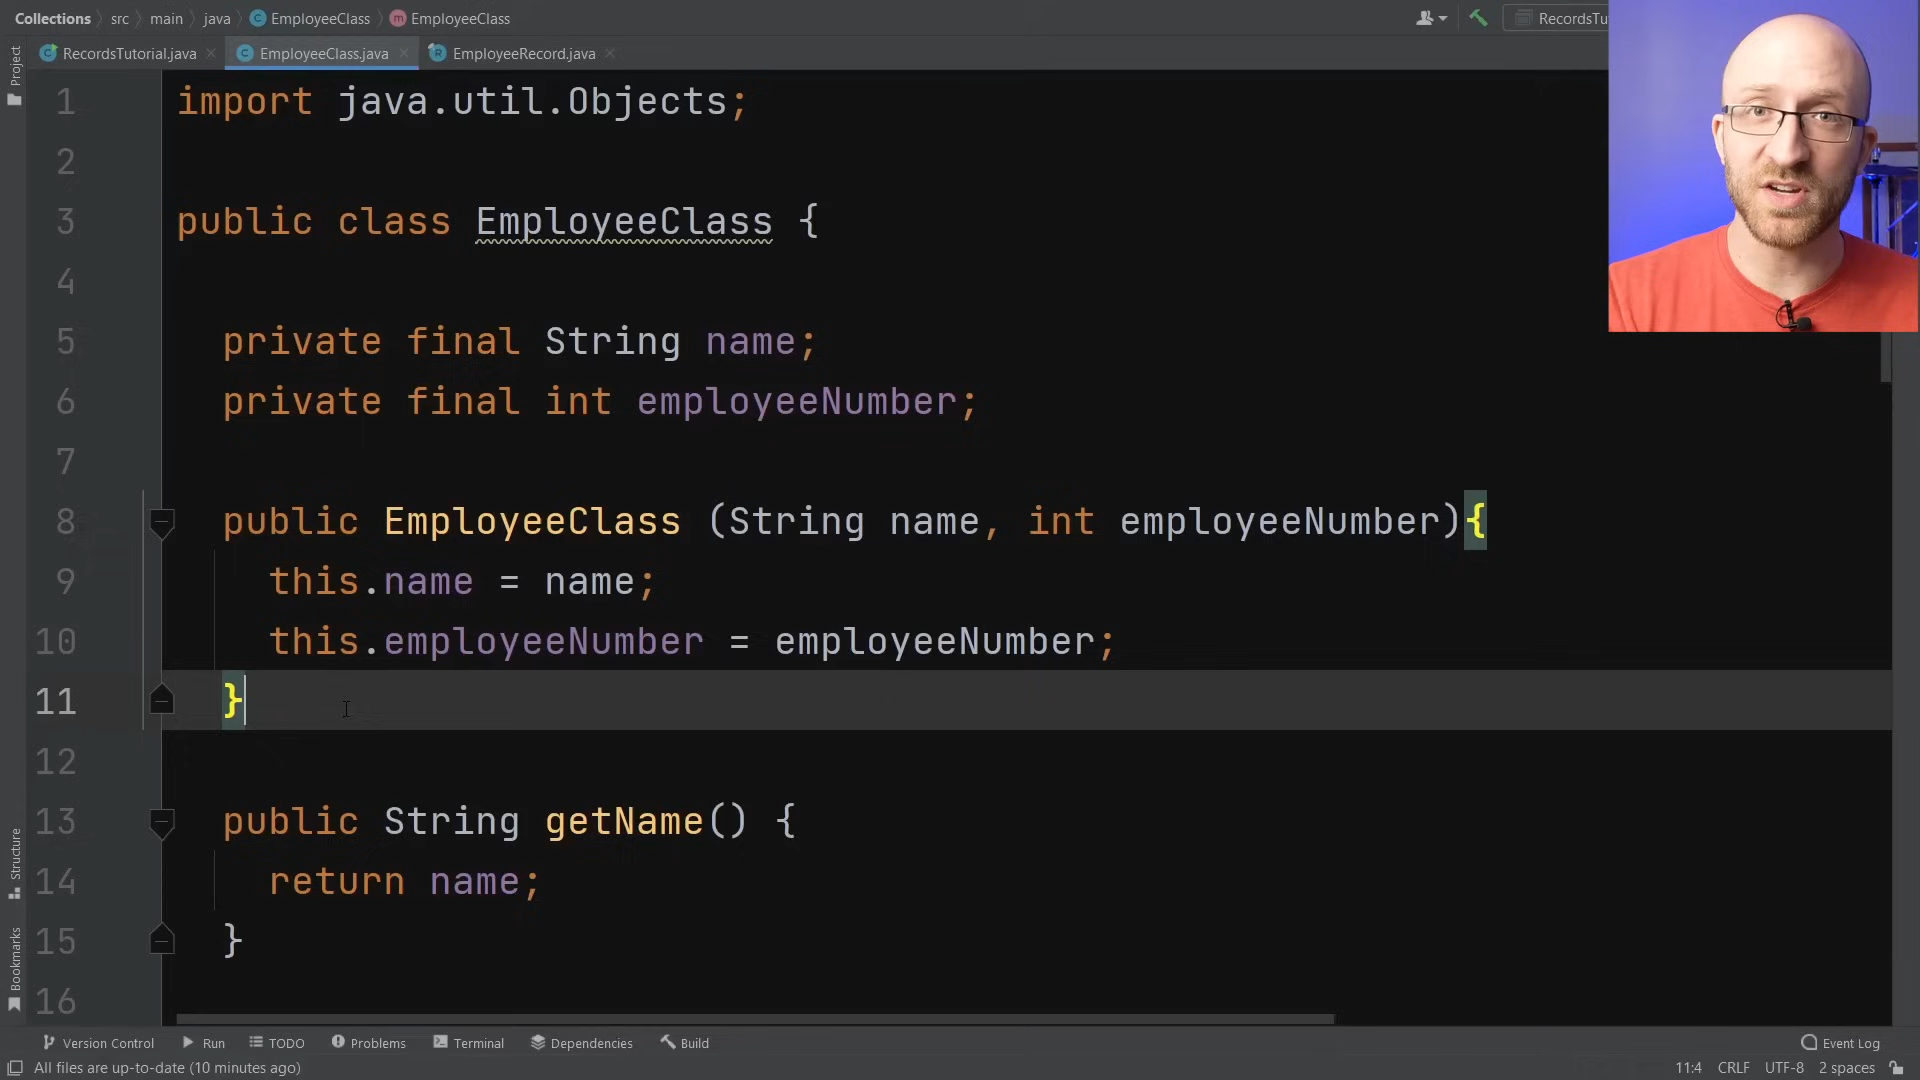 Collections src main java EmployeeClass EmployeeClass
RecordsTu
RecordsTutorial.java EmployeeClass.java EmployeeRecord.java
Project
1 import java.util.Objects;
2
3 public class EmployeeClass {
4
5 private final String name;
6 private final int employeeNumber;
7
8 public EmployeeClass (String name, int employeeNumber){
9 this.name = name;
10 this.employeeNumber = employeeNumber;
11 }
12
13 public String getName() {
14 return name;
15 }
16
Structure
Bookmarks
Version Control Run TODO Problems Terminal Dependencies Build Event Log
All files are up-to-date (10 minutes ago) 11:4 CRLF UTF-8 2 spaces